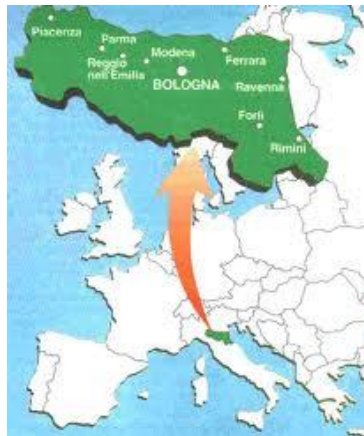 Piacenza
Parma
Reggio
nell'Emilia
Modena
BOLOGNA
Ferrara
Ravenna
Forlì
Rimini